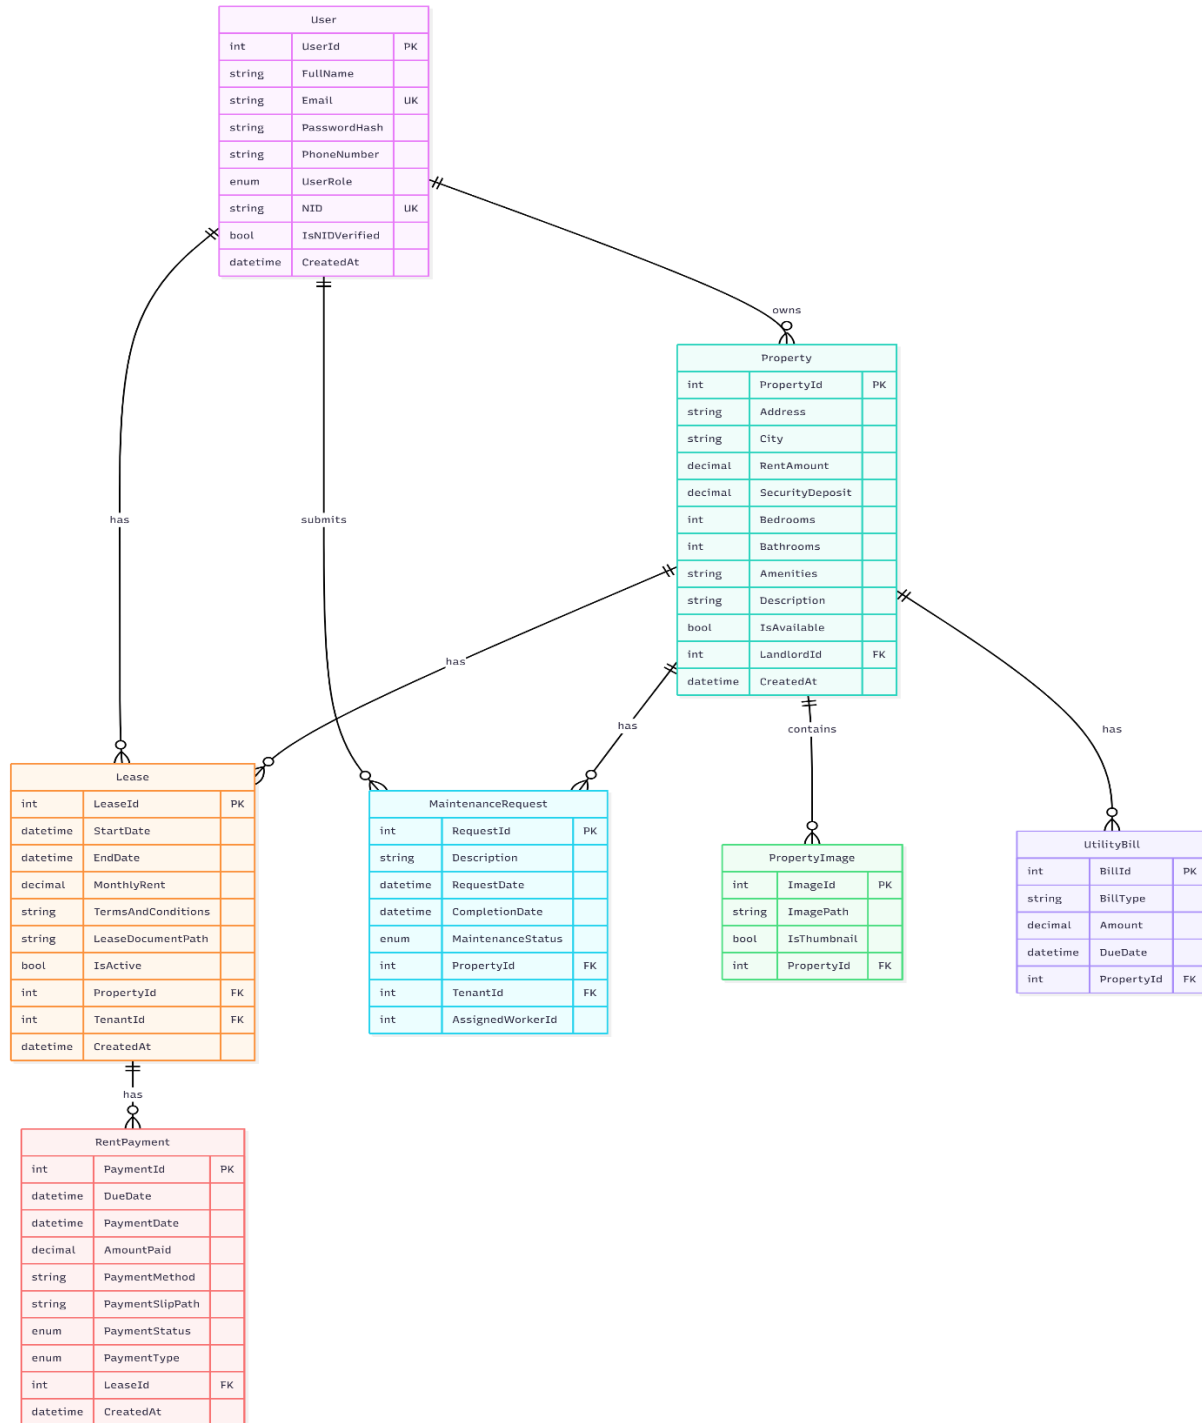 User
int UserId PK
string FullName
string Email UK
string PasswordHash
string PhoneNumber
enum UserRole
string NID UK
bool IsNIDVerified
datetime CreatedAt
owns
Property
int PropertyId PK
string Address
string City
decimal RentAmount
decimal SecurityDeposit
int Bedrooms
int Bathrooms
string Amenities
string Description
bool IsAvailable
int LandlordId FK
datetime CreatedAt
has
submits
has
has
contains
has
Lease
int LeaseId PK
datetime StartDate
datetime EndDate
decimal MonthlyRent
string TermsAndConditions
string LeaseDocumentPath
bool IsActive
int PropertyId FK
int TenantId FK
datetime CreatedAt
MaintenanceRequest
int RequestId PK
string Description
datetime RequestDate
datetime CompletionDate
enum MaintenanceStatus
int PropertyId FK
int TenantId FK
int AssignedWorkerId
PropertyImage
int ImageId PK
string ImagePath
bool IsThumbnail
int PropertyId FK
UtilityBill
int BillId PK
string BillType
decimal Amount
datetime DueDate
int PropertyId FK
has
RentPayment
int PaymentId PK
datetime DueDate
datetime PaymentDate
decimal AmountPaid
string PaymentMethod
string PaymentSlipPath
enum PaymentStatus
enum PaymentType
int LeaseId FK
datetime CreatedAt